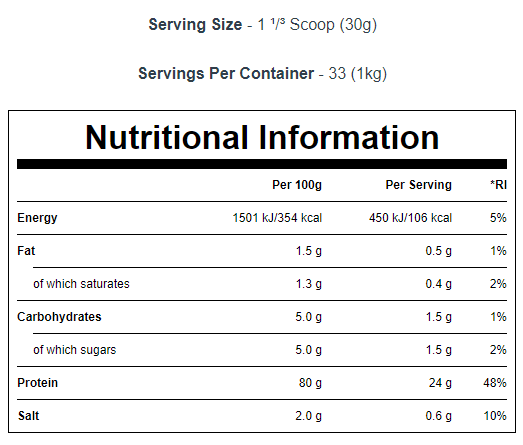 Serving Size - 1 ¹/³ Scoop (30g)
Servings Per Container - 33 (1kg)
Nutritional Information
Per 100g Per Serving *RI
Energy 1501 kJ/354 kcal 450 kJ/106 kcal 5%
Fat 1.5 g 0.5 g 1%
of which saturates 1.3 g 0.4 g 2%
Carbohydrates 5.0 g 1.5 g 1%
of which sugars 5.0 g 1.5 g 2%
Protein 80 g 24 g 48%
Salt 2.0 g 0.6 g 10%